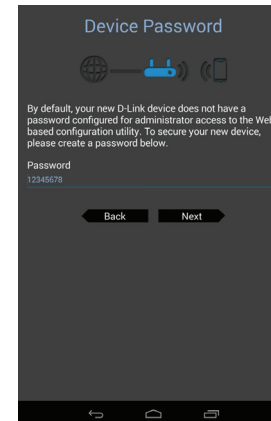 Device Password
By default, your new D-Link device does not have a
password configured for administrator access to the Web
based configuration utility. To secure your new device,
please create a password below.
Password
12345678
Back Next